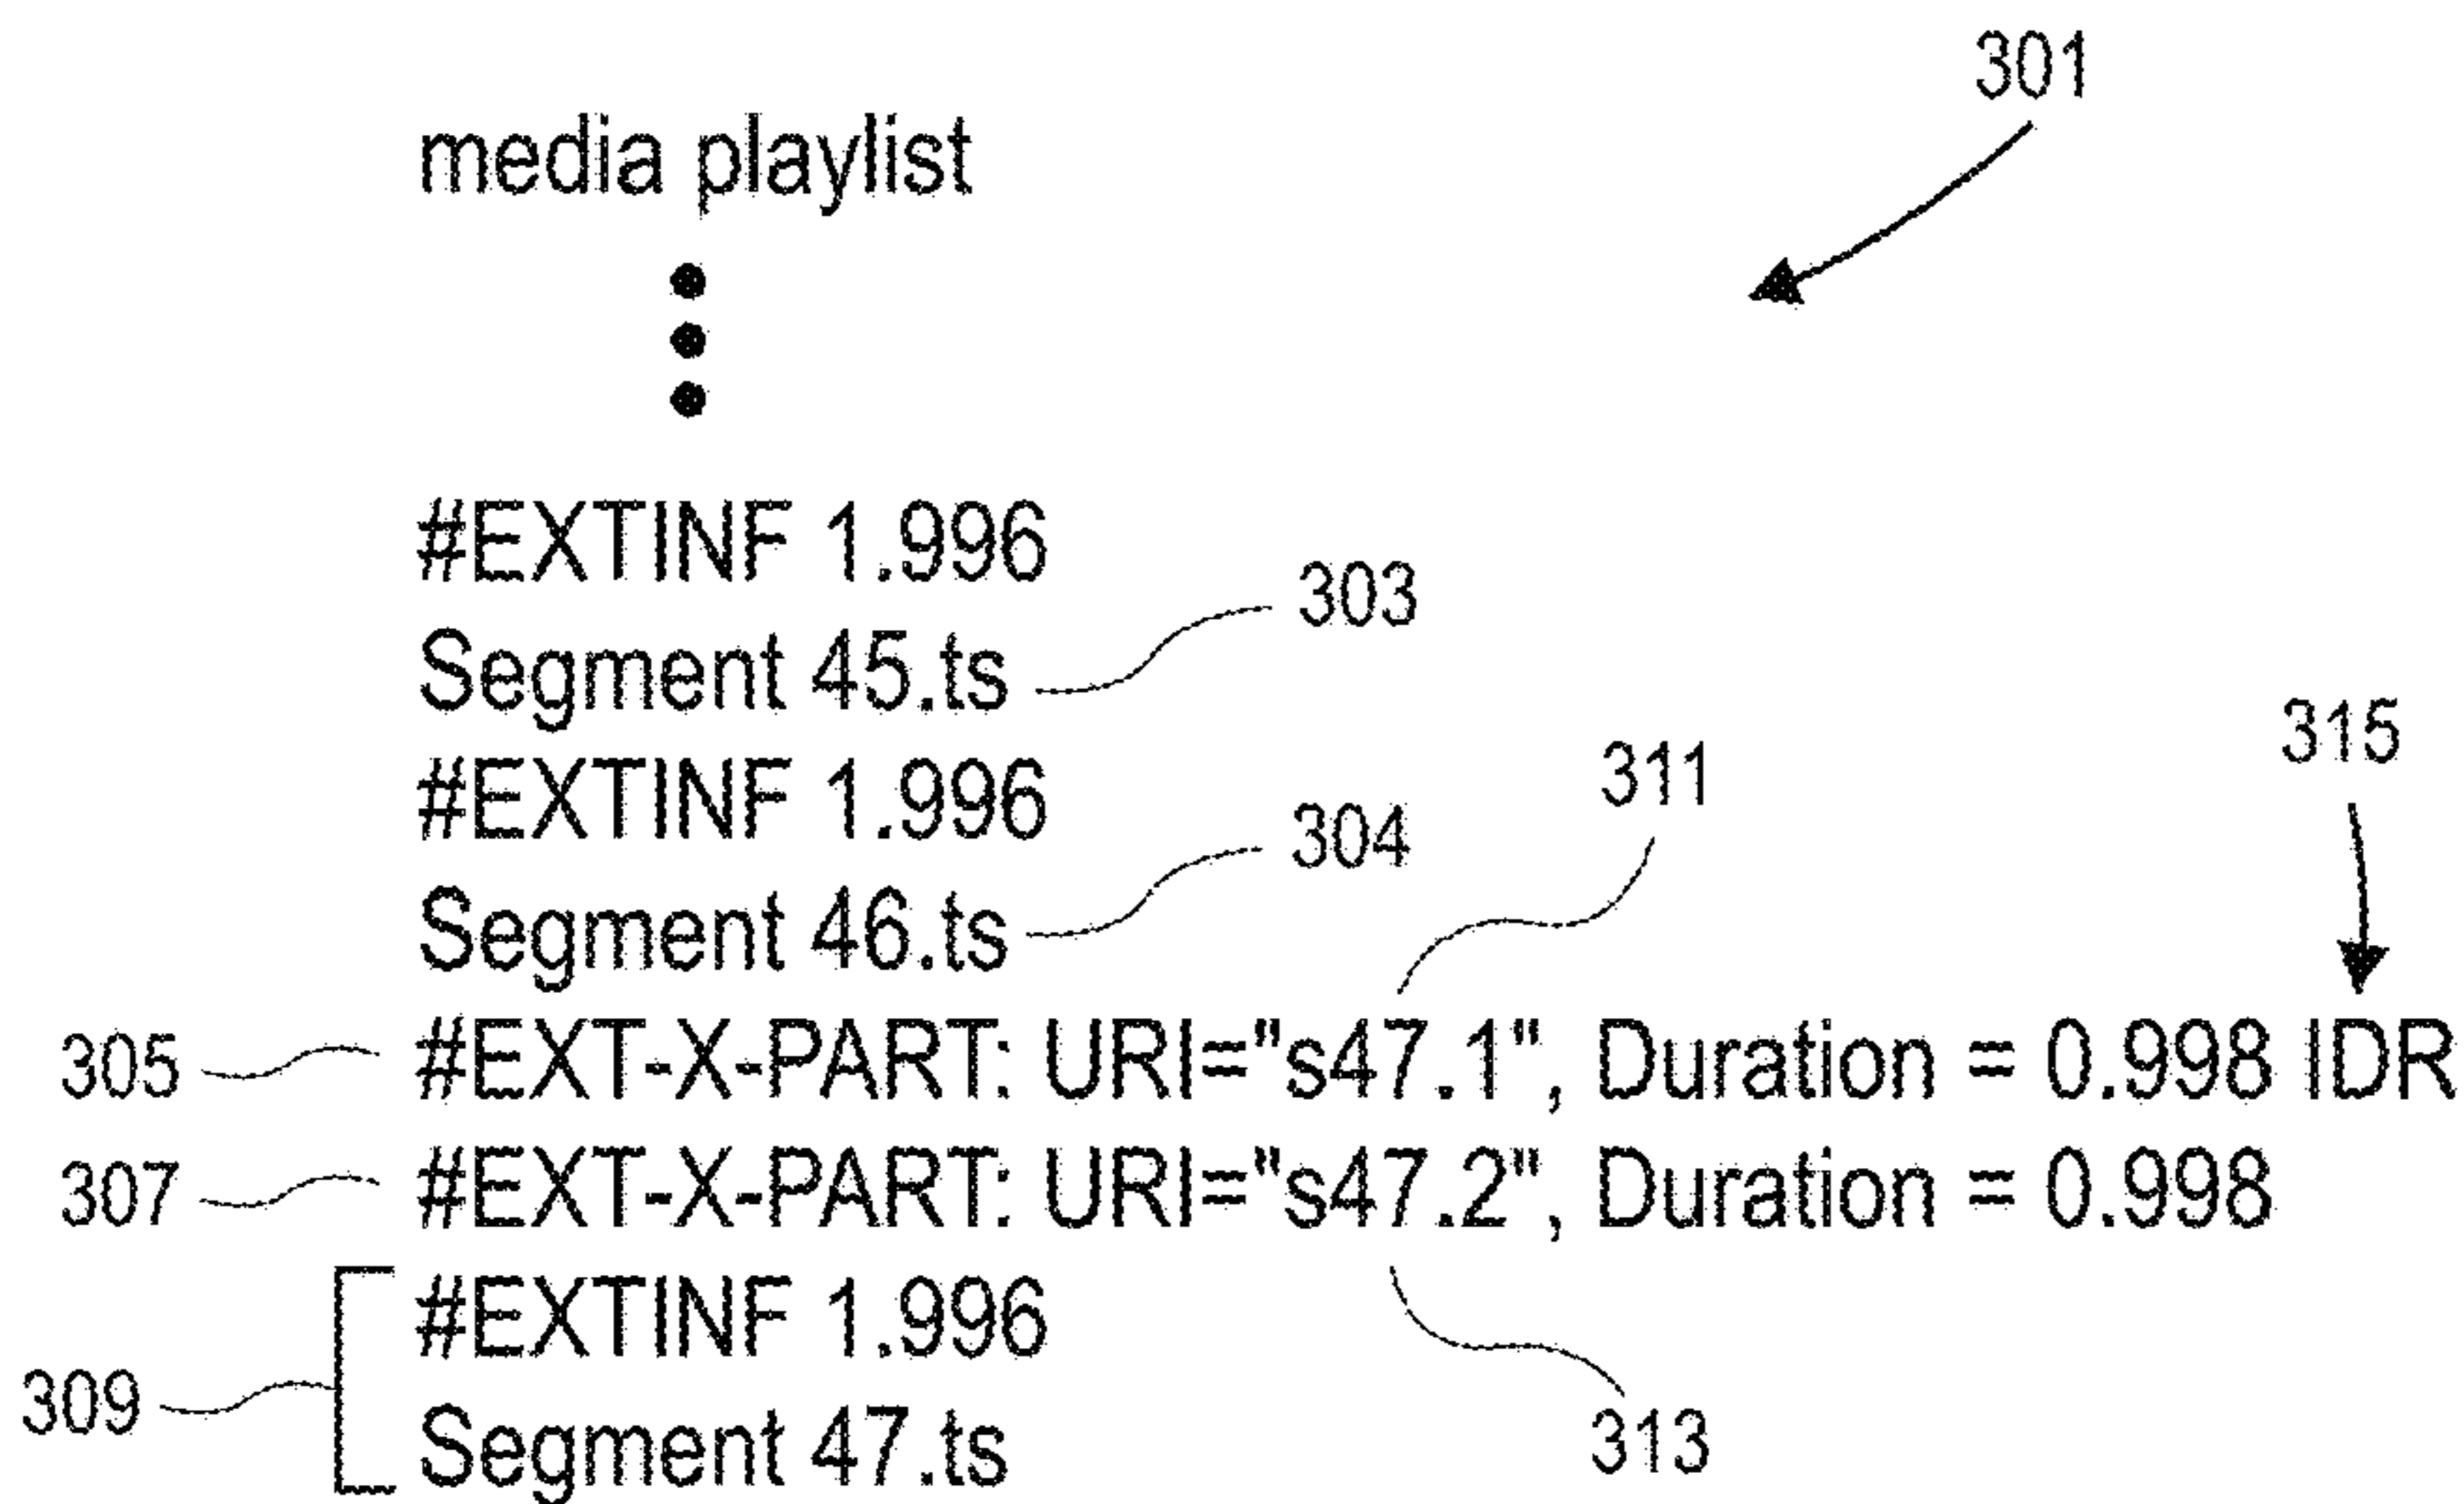 301
media playlist
#EXTINF 1.996
303
Segment 45.ts
315
311
#EXTINF 1.996
304
Segment 46.ts
305 #EXT-X-PART: URI="s47.1", Duration = 0.998 IDR
307 #EXT-X-PART: URI="s47.2", Duration = 0.998
#EXTINF 1.996
309
Segment 47.ts
313